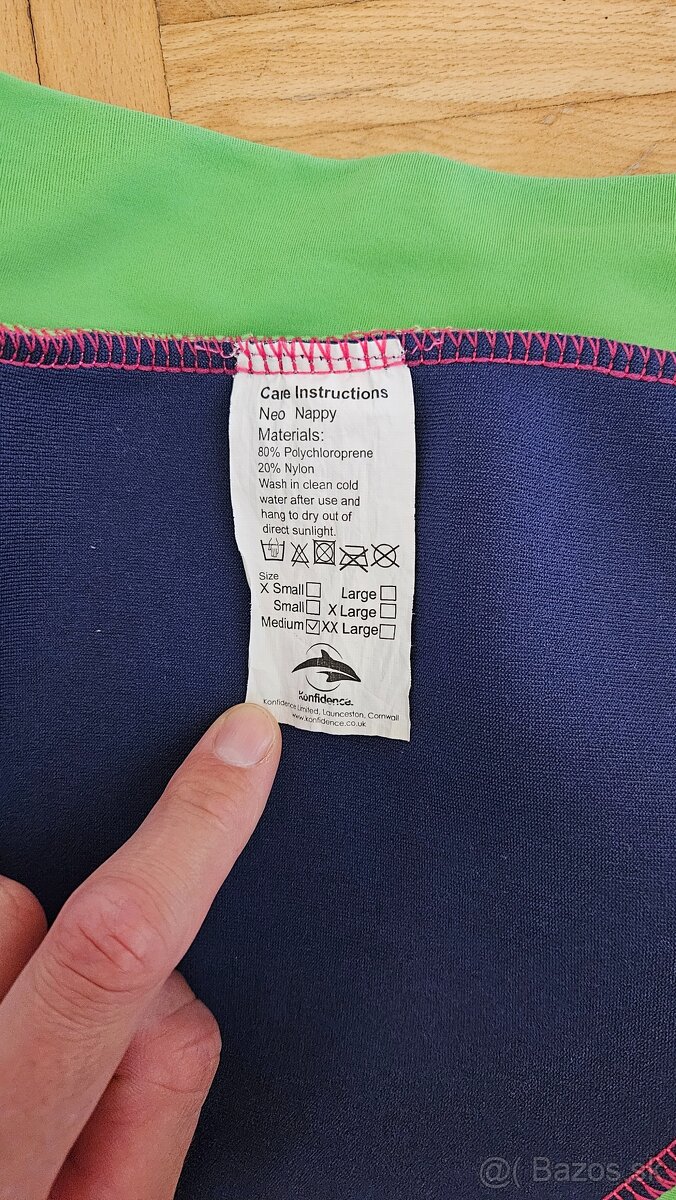 Care Instructions
Neo Nappy
Materials:
80% Polychloroprene
20% Nylon
Wash in clean cold
water after use and
hang to dry out of
direct sunlight.
Size
X Small Large
Small X Large
Medium XX Large
Konfidence.
Konfidence Limited, Launceston, Cornwall
www.konfidence.co.uk
@( Bazos.sk